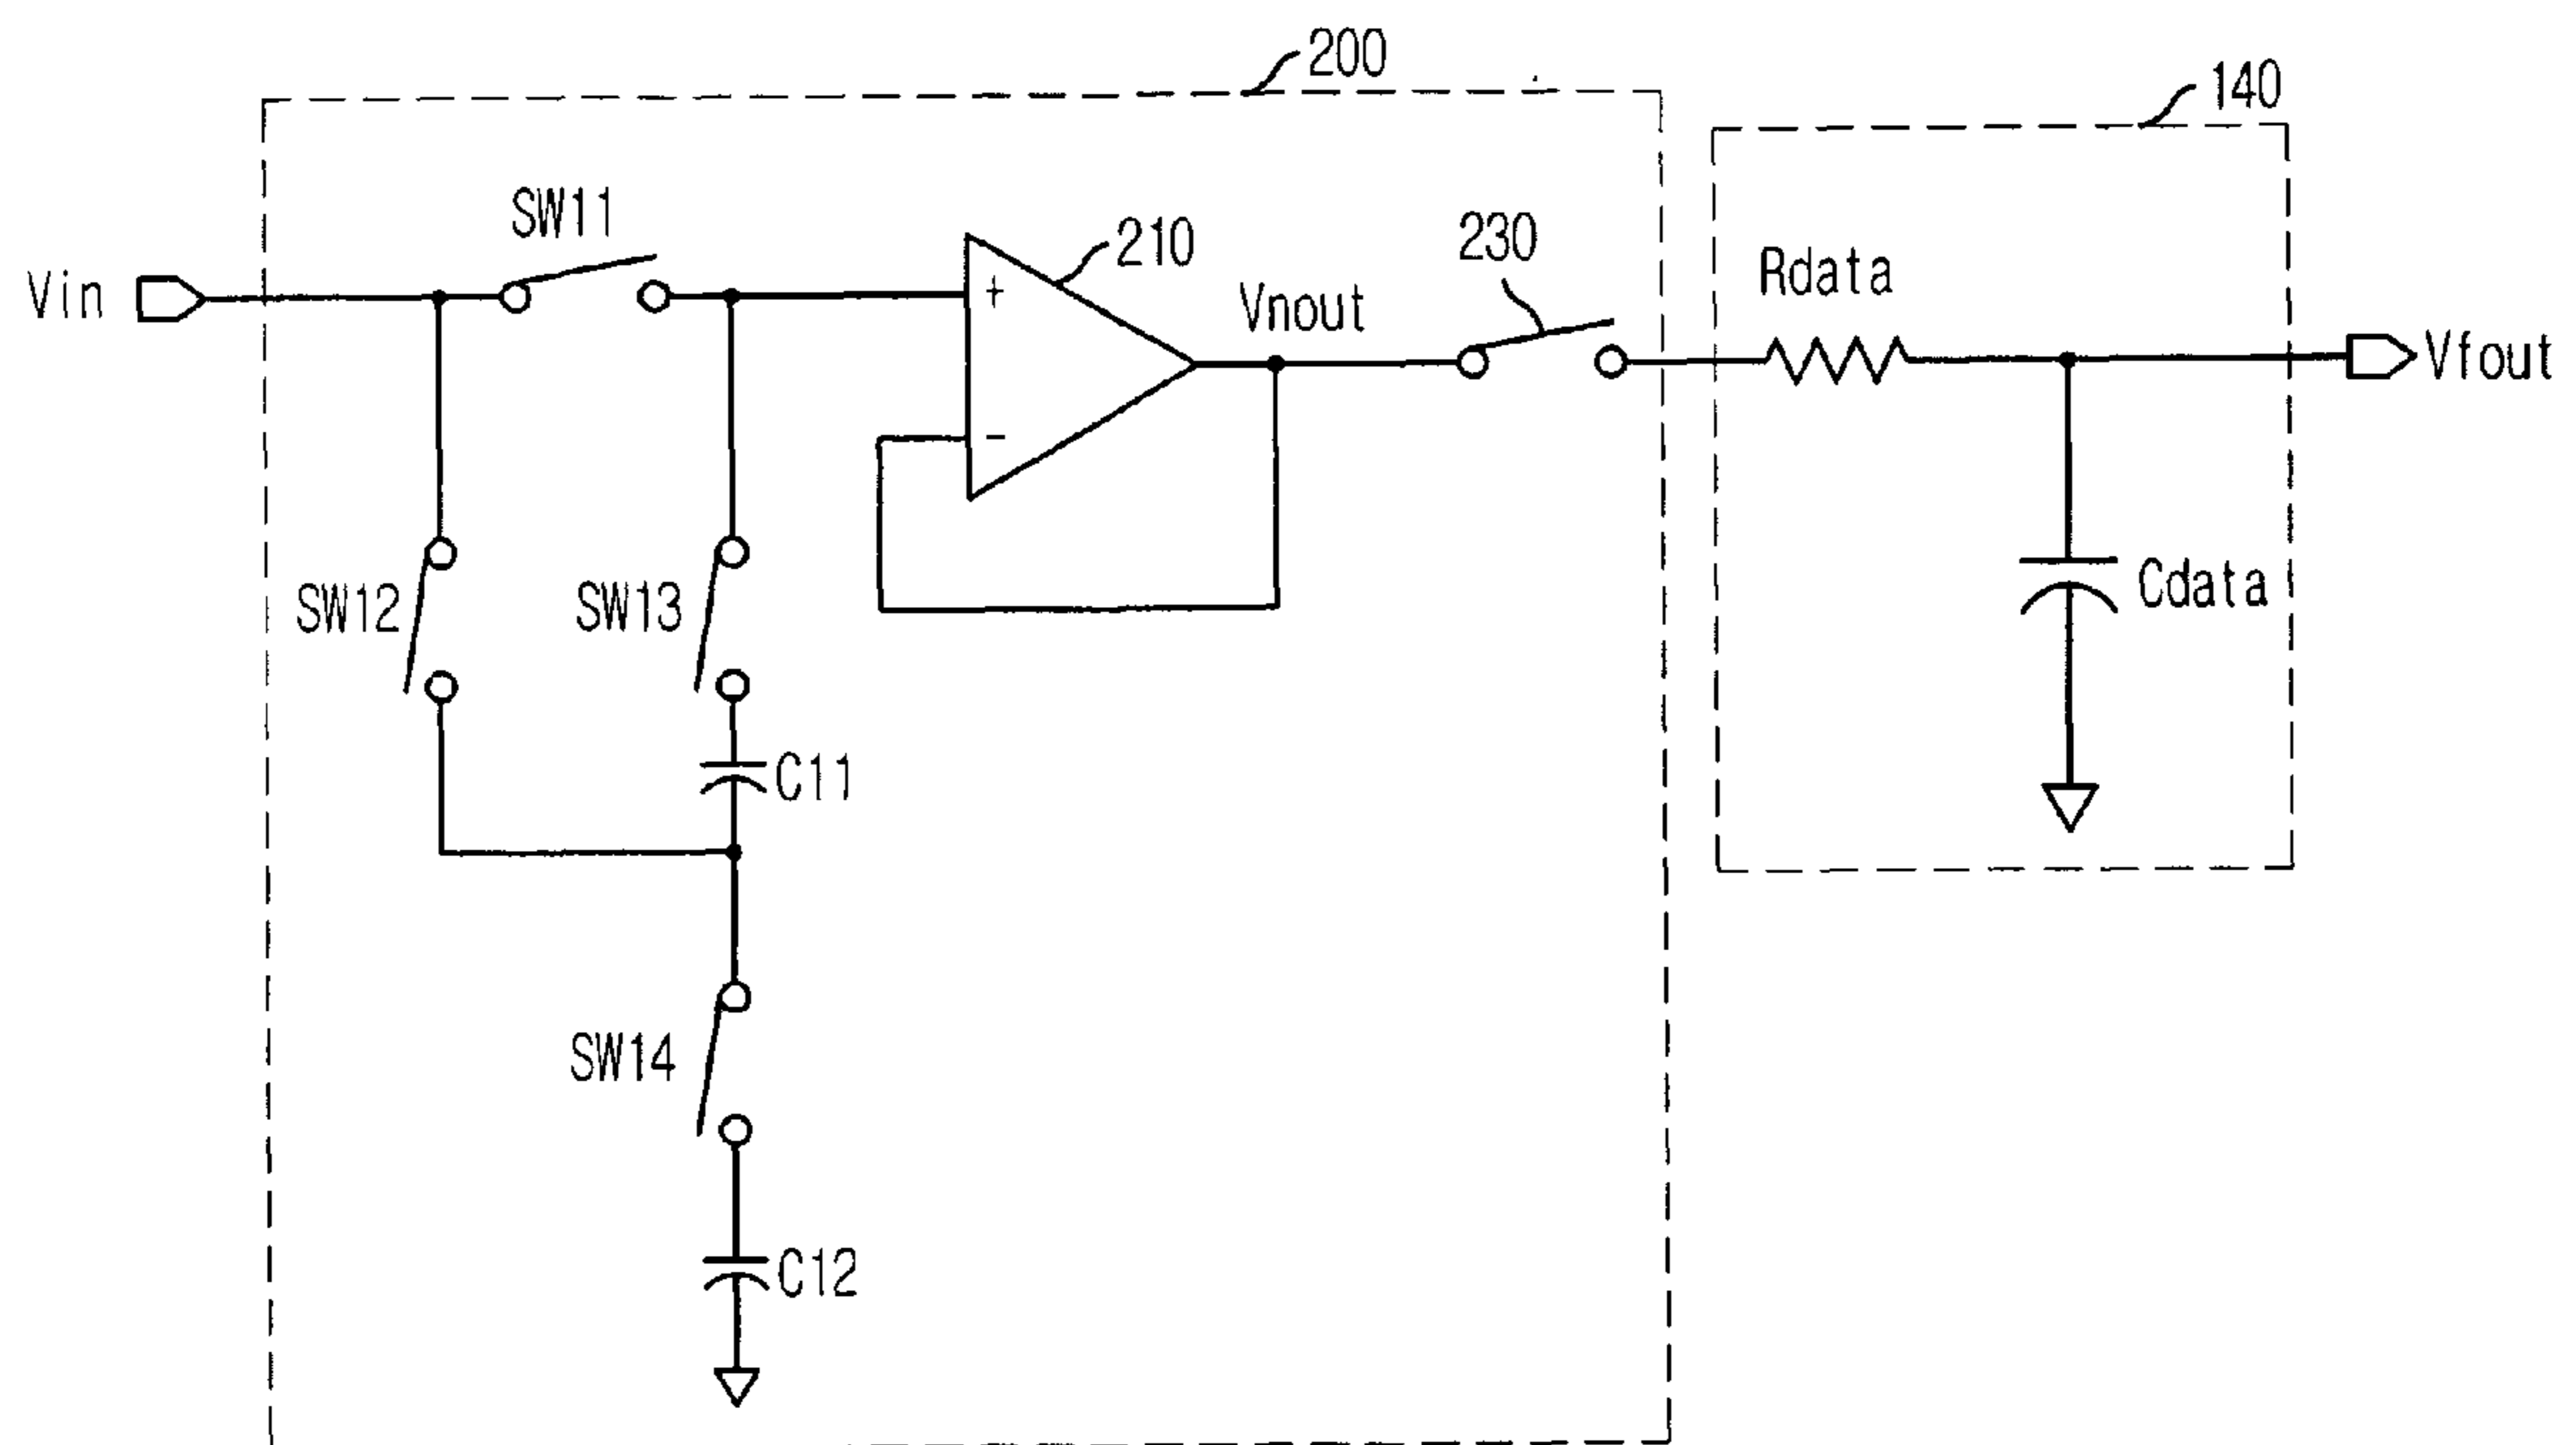 200
140
SW11
210
230
Vin
+
Vnout
Rdata
Vfout
-
SW12
SW13
Cdata
C11
SW14
C12